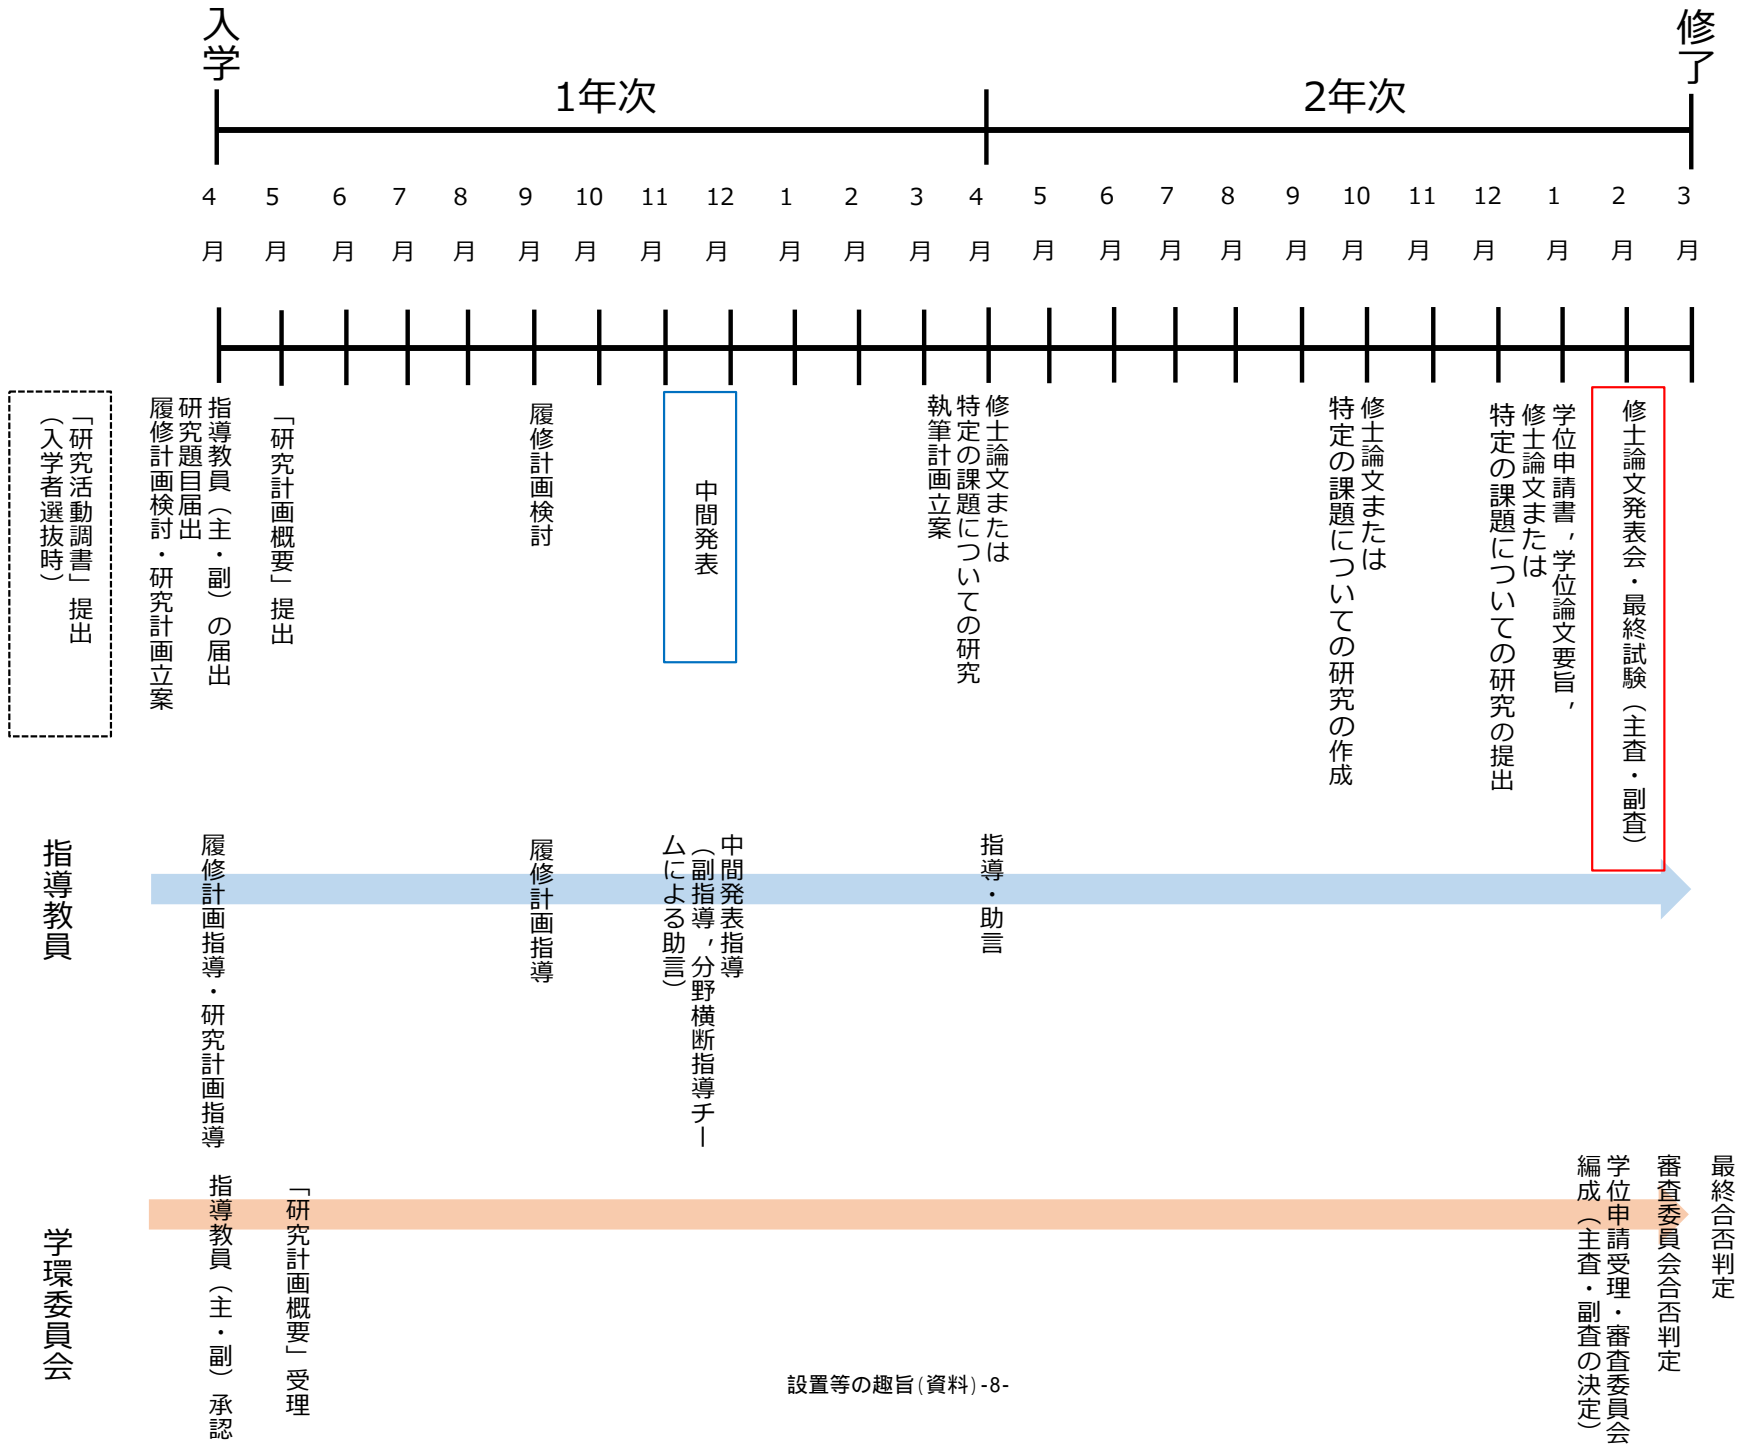 入学
修了
1年次
2年次
4月
5月
6月
7月
8月
9月
10月
11月
12月
1月
2月
3月
4月
5月
6月
7月
8月
9月
10月
11月
12月
1月
2月
3月
「研究活動調書」提出
（入学者選抜時）
指導教員（主・副）の届出
研究題目届出
履修計画検討・研究計画立案
「研究計画概要」提出
履修計画検討
中間発表
修士論文または
特定の課題についての研究
執筆計画立案
修士論文または
特定の課題についての研究の作成
学位申請書，学位論文要旨，
修士論文または
特定の課題についての研究の提出
修士論文発表会・最終試験（主査・副査）
指導教員
履修計画指導・研究計画指導
履修計画指導
中間発表指導
（副指導，分野横断指導チー
ムによる助言）
指導・助言
学環委員会
指導教員（主・副）承認
「研究計画概要」受理
学位申請受理・審査委員会
編成（主査・副査の決定）
審査委員会合否判定
最終合否判定
設置等の趣旨(資料)-8-